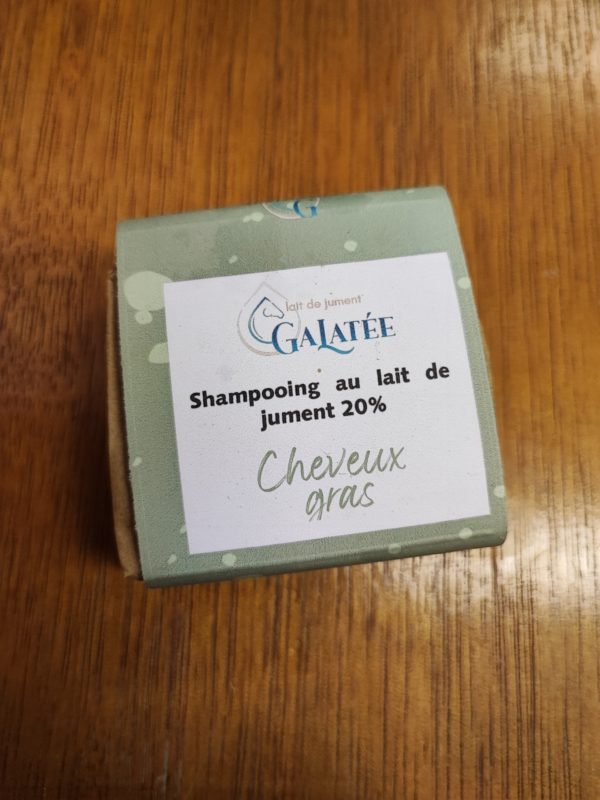 G
lait de jument
GALATÉE
Shampooing au lait de
jument 20%
Cheveux
gras